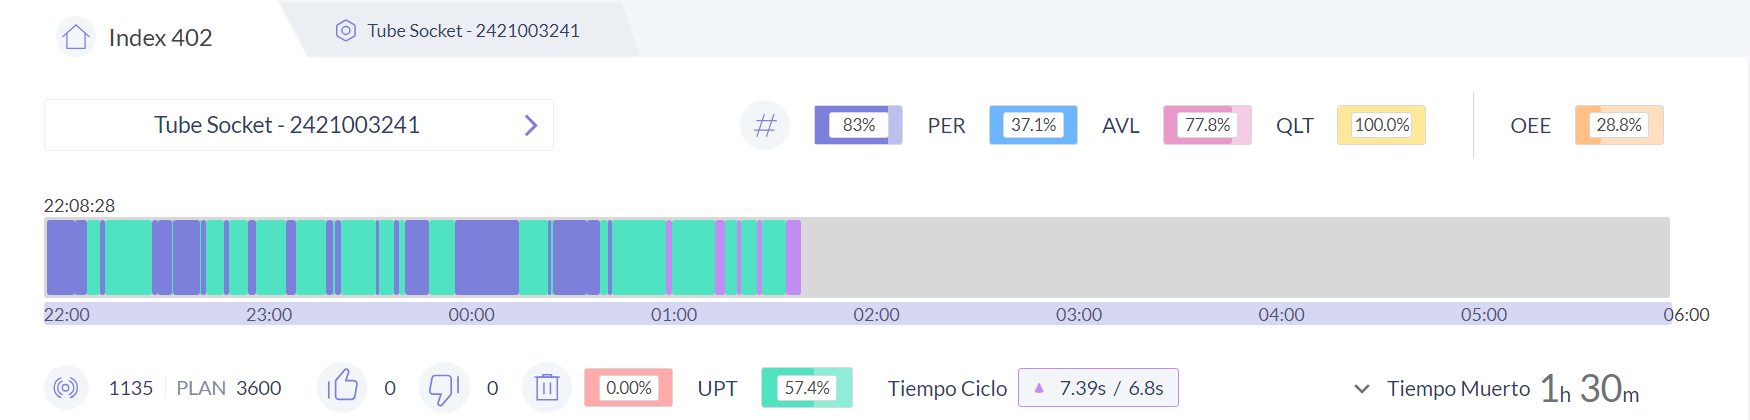 Index 402
Tube Socket - 2421003241
Tube Socket - 2421003241
# 83% PER 37.1% AVL 77.8% QLT 100.0% OEE 28.8%
22:08:28
22:00 23:00 00:00 01:00 02:00 03:00 04:00 05:00 06:00
1135 PLAN 3600 0 0 0.00% UPT 57.4% Tiempo Ciclo 7.39s / 6.8s Tiempo Muerto 1h 30m